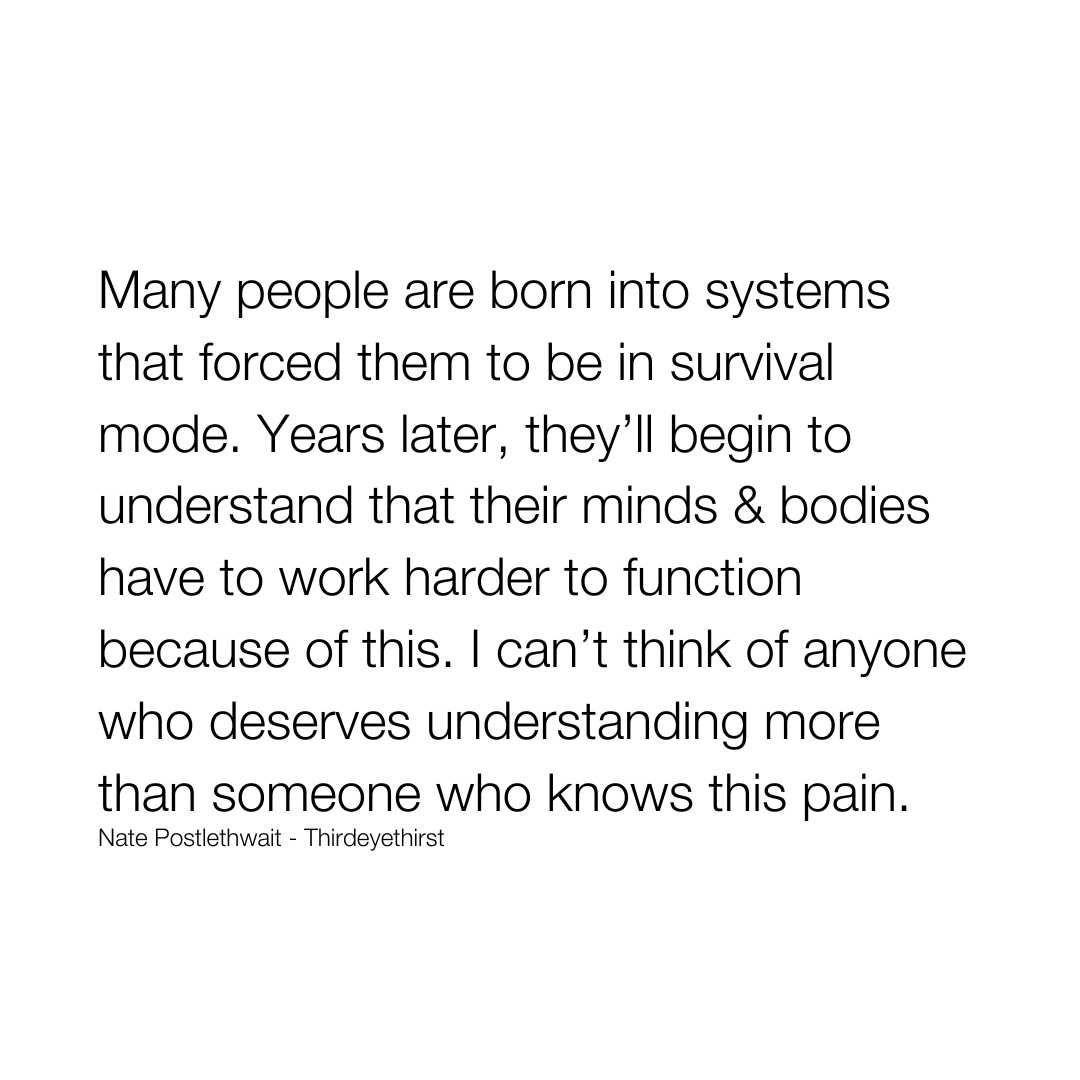 Many people are born into systems
that forced them to be in survival
mode. Years later, they’ll begin to
understand that their minds & bodies
have to work harder to function
because of this. I can’t think of anyone
who deserves understanding more
than someone who knows this pain.
Nate Postlethwait - Thirdeyethirst